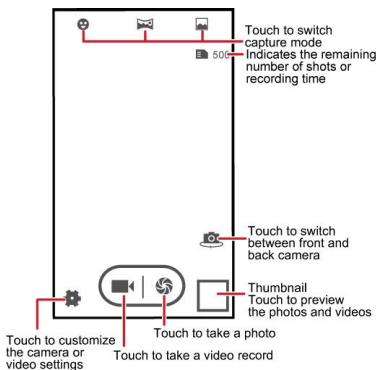 Touch to switch
capture mode
500
Indicates the remaining
number of shots or
recording time
Touch to switch
between front and
back camera
Thumbnail
Touch to preview
the photos and videos
Touch to take a photo
Touch to customize
the camera or
video settings
Touch to take a video record